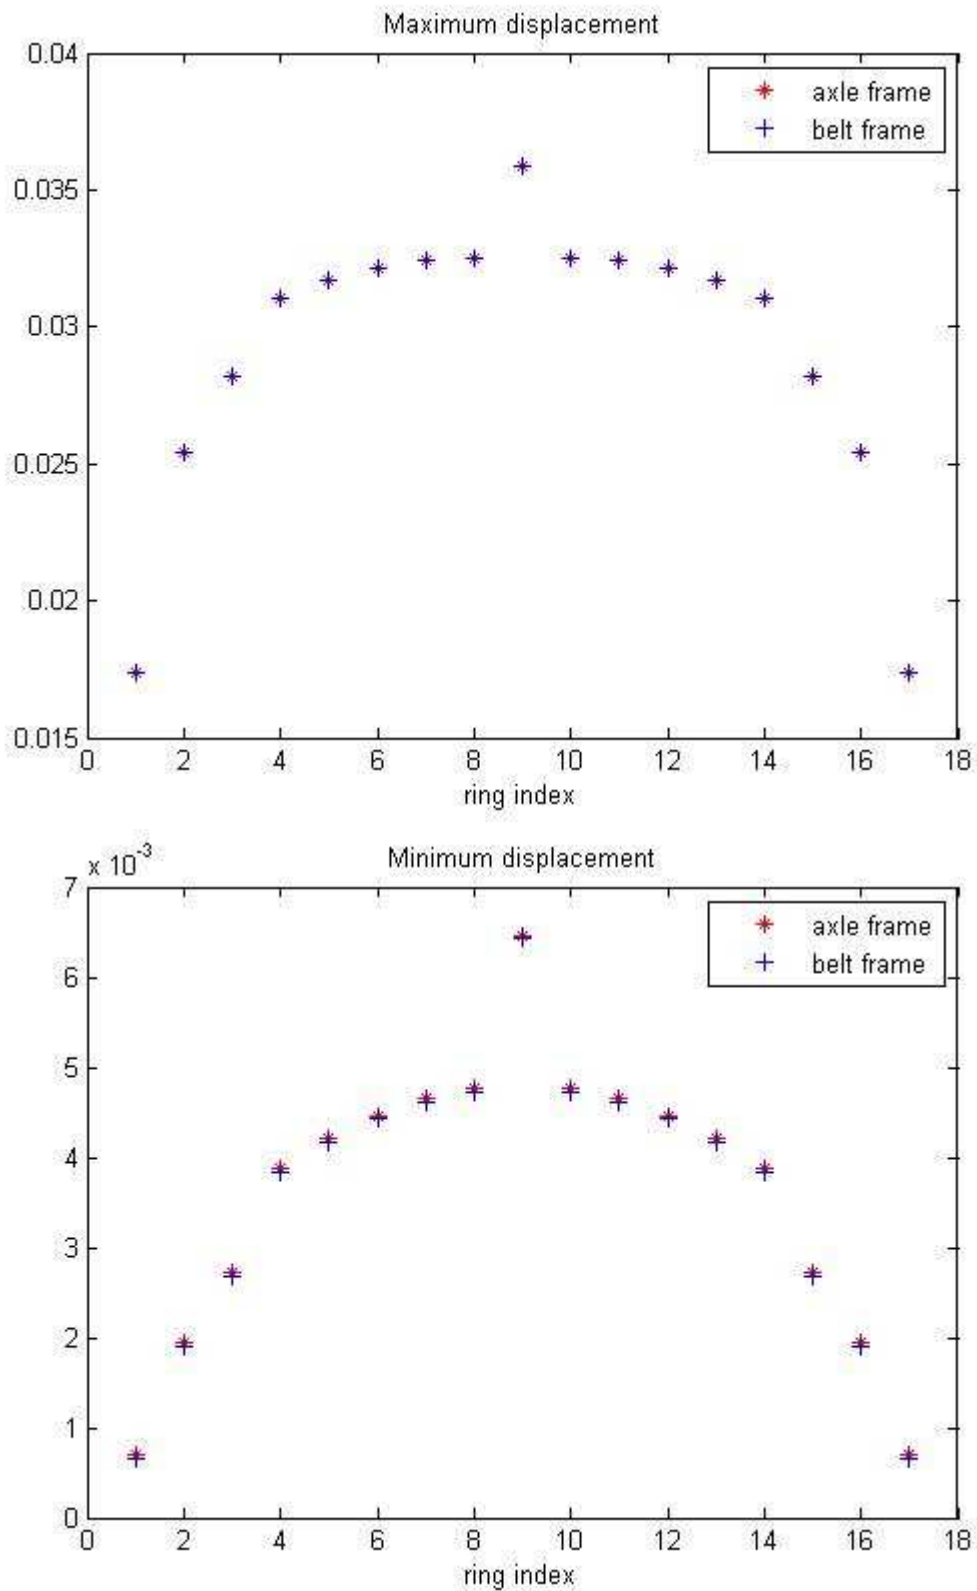 Maximum displacement
0.04
axle frame
belt frame
0.035
0.03
0.025
0.02
0.015
0 2 4 6 8 10 12 14 16 18
ring index
x 10^-3
Minimum displacement
7
axle frame
belt frame
6
5
4
3
2
1
0
0 2 4 6 8 10 12 14 16 18
ring index